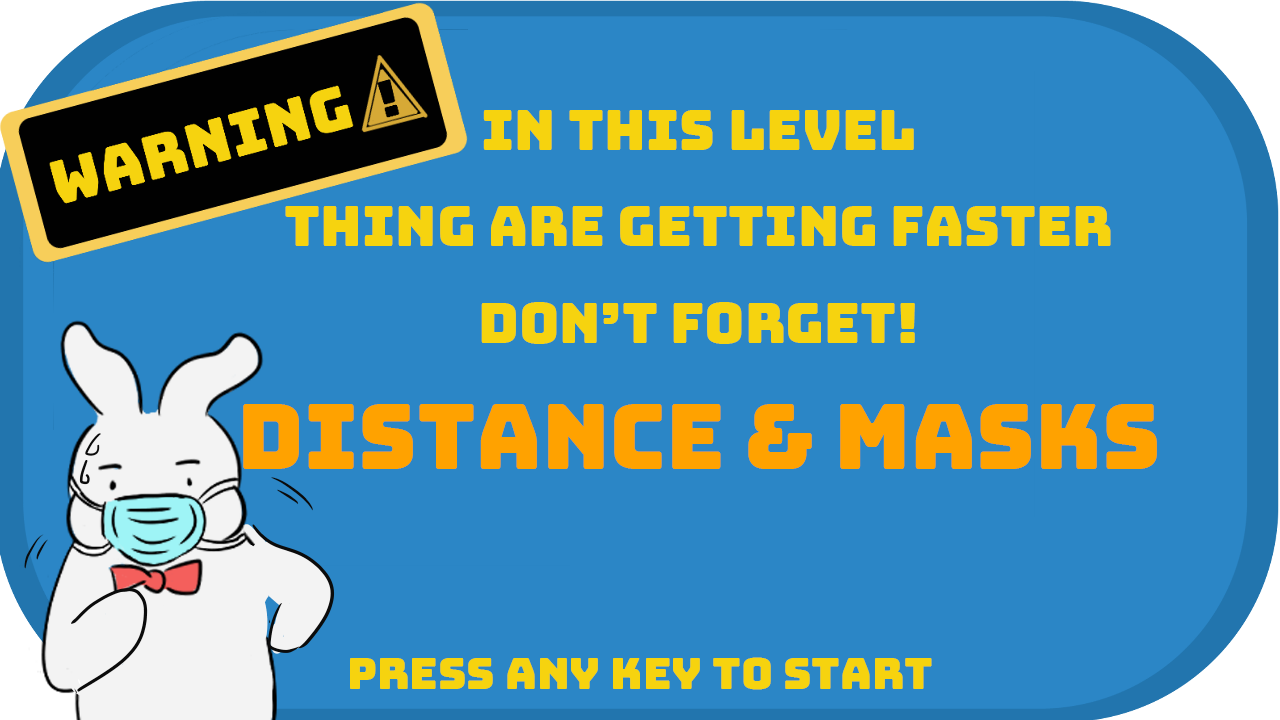 WARNING
IN THIS LEVEL
THING ARE GETTING FASTER
DON’T FORGET!
DISTANCE & MASKS
PRESS ANY KEY TO START